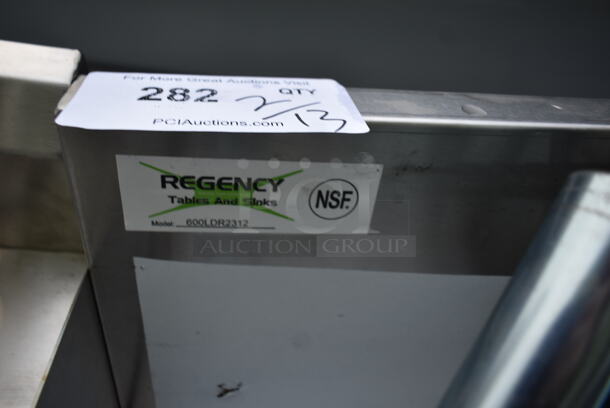 For More Great Auctions Visit
282 2/13 QTY
PCIAuctions.com
REGENCY
Tables And Sinks
Model: 600LDR2312
NSF
PCI
AUCTION GROUP